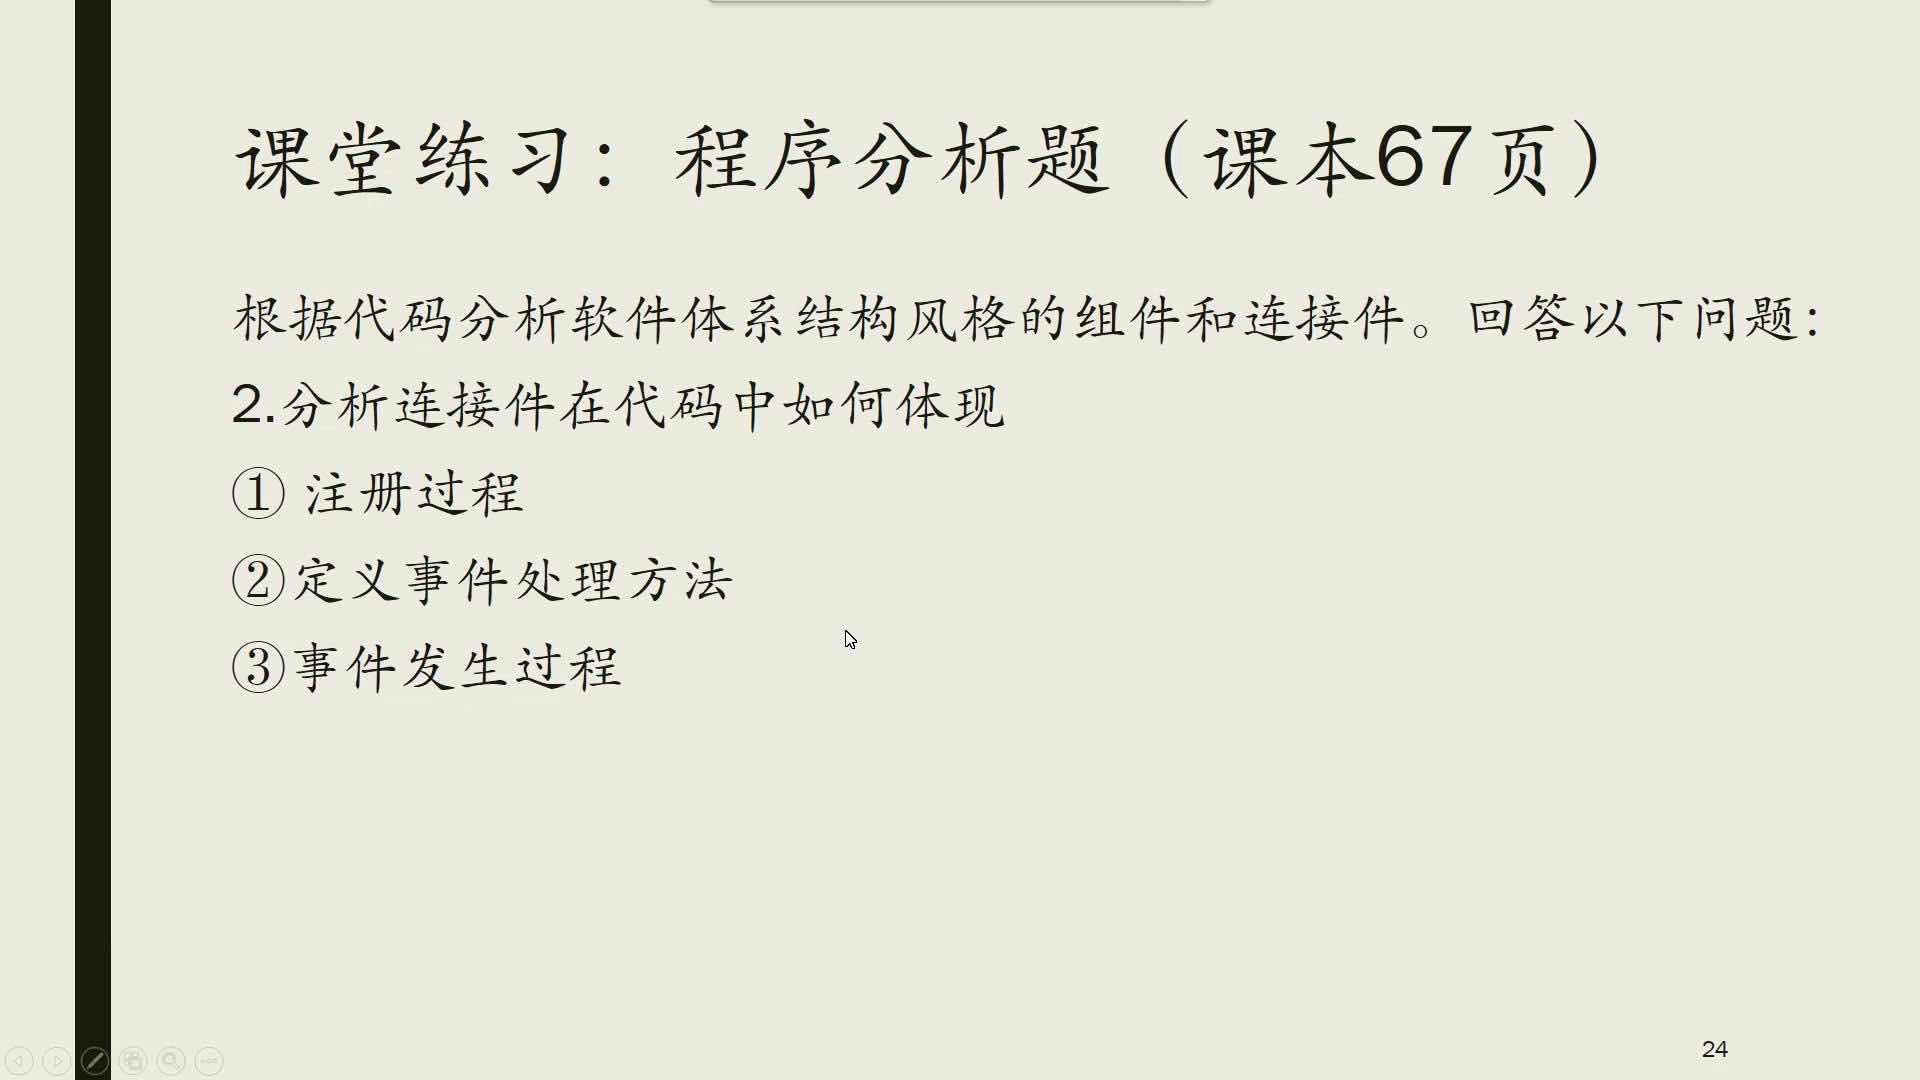 课堂练习：程序分析题（课本67页）
根据代码分析软件体系结构风格的组件和连接件。回答以下问题：
2.分析连接件在代码中如何体现
① 注册过程
②定义事件处理方法
③事件发生过程
24